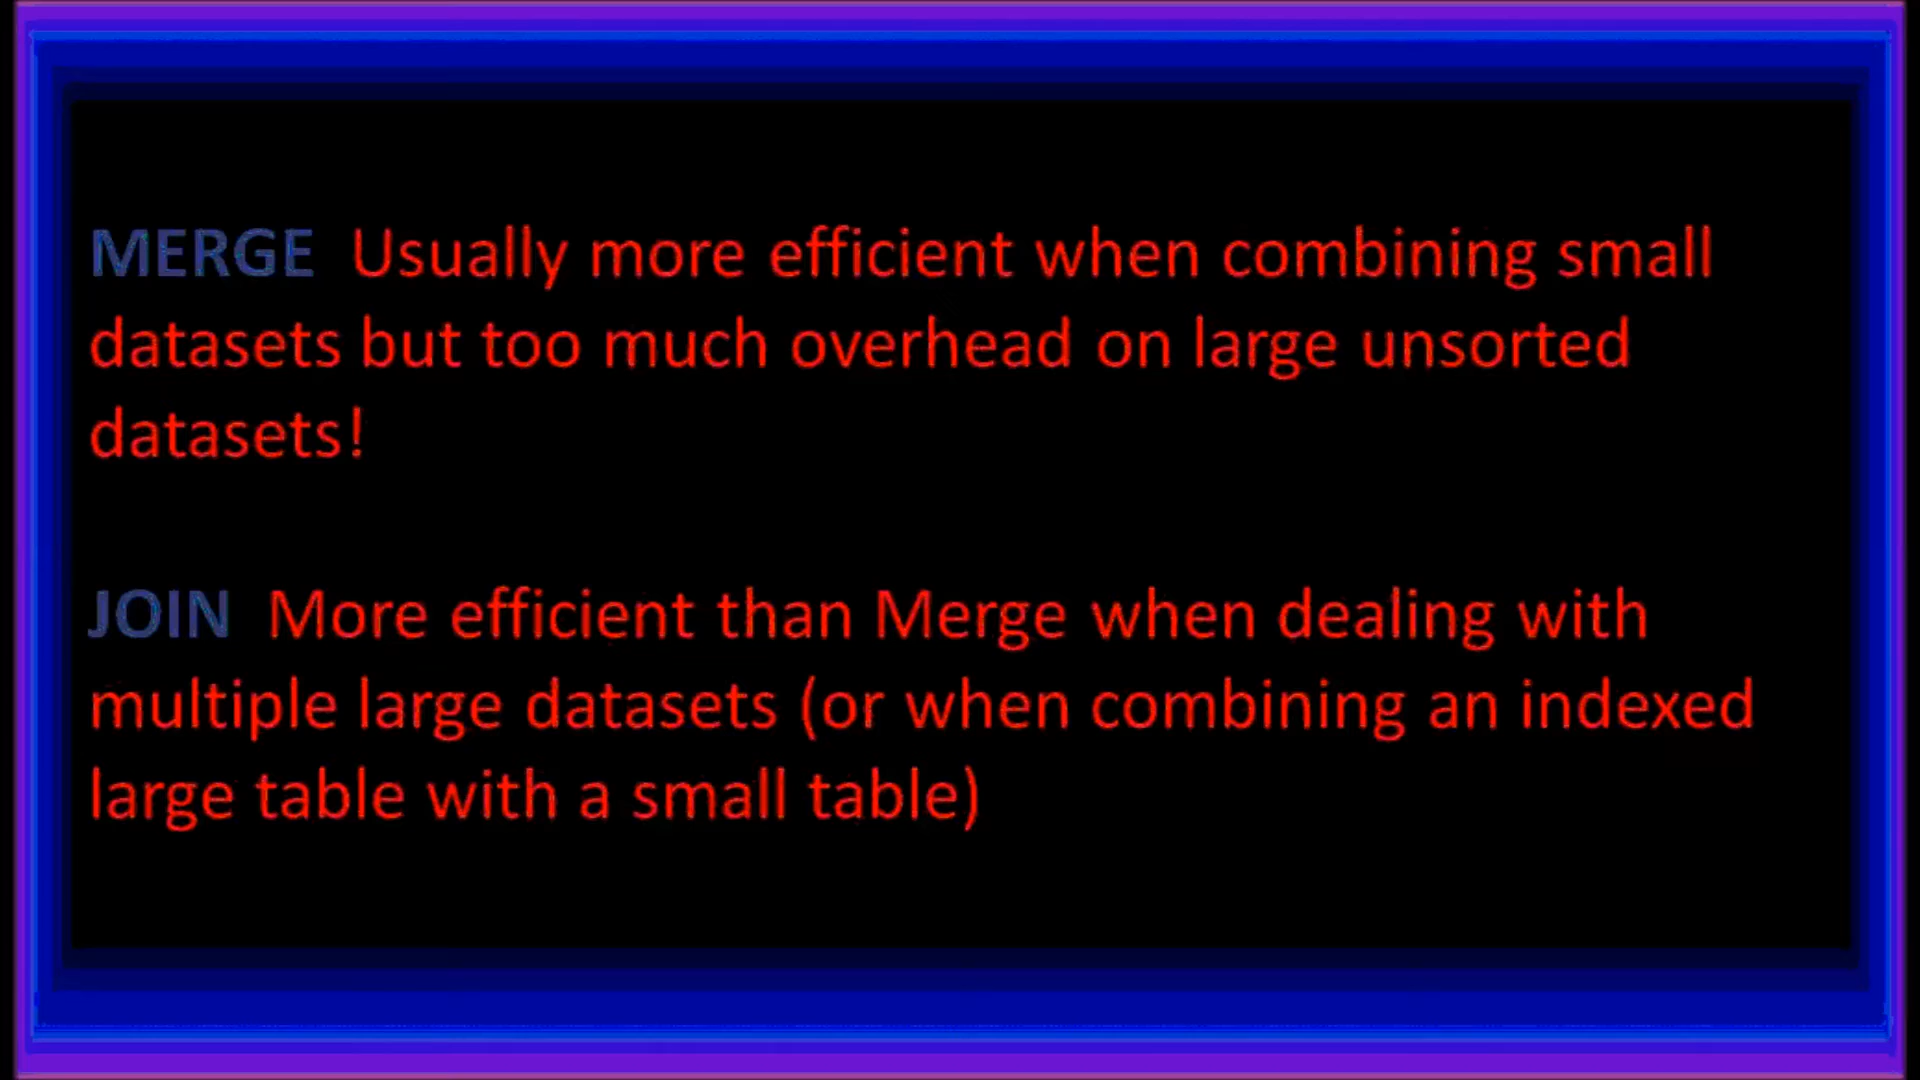 MERGE Usually more efficient when combining small
datasets but too much overhead on large unsorted
datasets!
JOIN More efficient than Merge when dealing with
multiple large datasets (or when combining an indexed
large table with a small table)